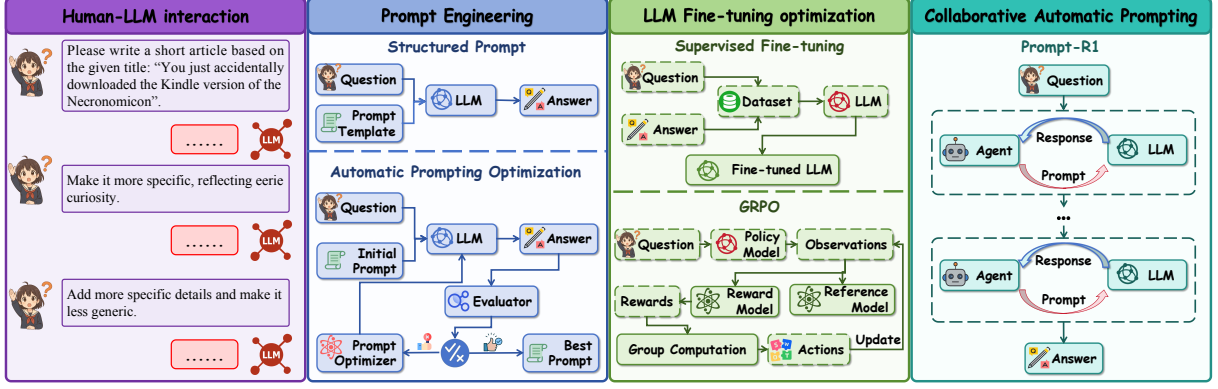 Human-LLM interaction
Please write a short article based on
the given title: “You just accidentally
downloaded the Kindle version of the
Necronomicon”.
......
LLM
Make it more specific, reflecting eerie
curiosity.
......
LLM
Add more specific details and make it
less generic.
......
LLM
Prompt Engineering
Structured Prompt
Question
Prompt
Template
LLM
Answer
Automatic Prompting Optimization
Question
Initial
Prompt
LLM
Answer
Evaluator
Prompt
Optimizer
Best
Prompt
LLM Fine-tuning optimization
Supervised Fine-tuning
Question
Answer
Dataset
LLM
Fine-tuned LLM
GRPO
Question
Policy
Model
Observations
Rewards
Reward
Model
Reference
Model
Group Computation
Actions
Update
Collaborative Automatic Prompting
Prompt-R1
Question
Response
Agent
LLM
Prompt
...
Response
Agent
LLM
Prompt
Answer